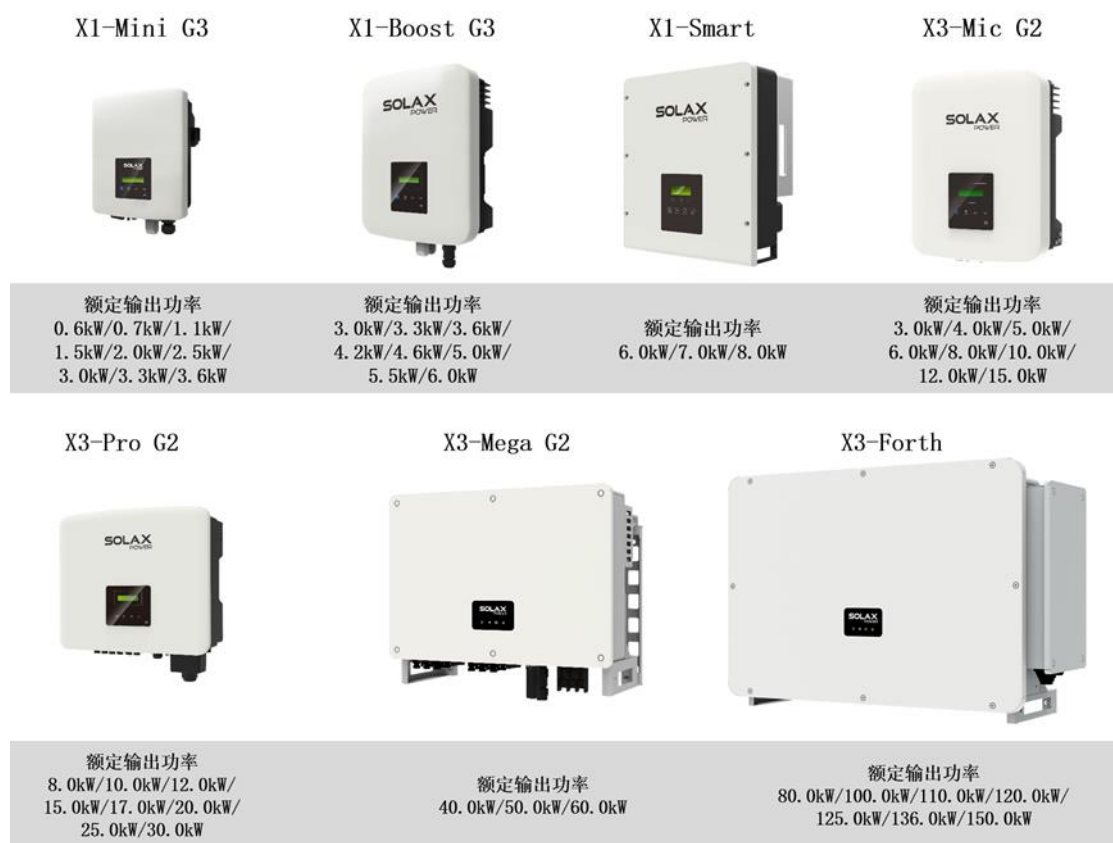 X1-Mini G3
X1-Boost G3
X1-Smart
X3-Mic G2
SOLAX
SOLAX
POWER
SOLAX
POWER
SOLAX
POWER
额定输出功率
0.6kW/0.7kW/1.1kW/
1.5kW/2.0kW/2.5kW/
3.0kW/3.3kW/3.6kW
额定输出功率
3.0kW/3.3kW/3.6kW/
4.2kW/4.6kW/5.0kW/
5.5kW/6.0kW
额定输出功率
6.0kW/7.0kW/8.0kW
额定输出功率
3.0kW/4.0kW/5.0kW/
6.0kW/8.0kW/10.0kW/
12.0kW/15.0kW
X3-Pro G2
X3-Mega G2
X3-Forth
SOLAX
POWER
SOLAX
POWER
SOLAX
POWER
额定输出功率
8.0kW/10.0kW/12.0kW/
15.0kW/17.0kW/20.0kW/
25.0kW/30.0kW
额定输出功率
40.0kW/50.0kW/60.0kW
额定输出功率
80.0kW/100.0kW/110.0kW/120.0kW/
125.0kW/136.0kW/150.0kW